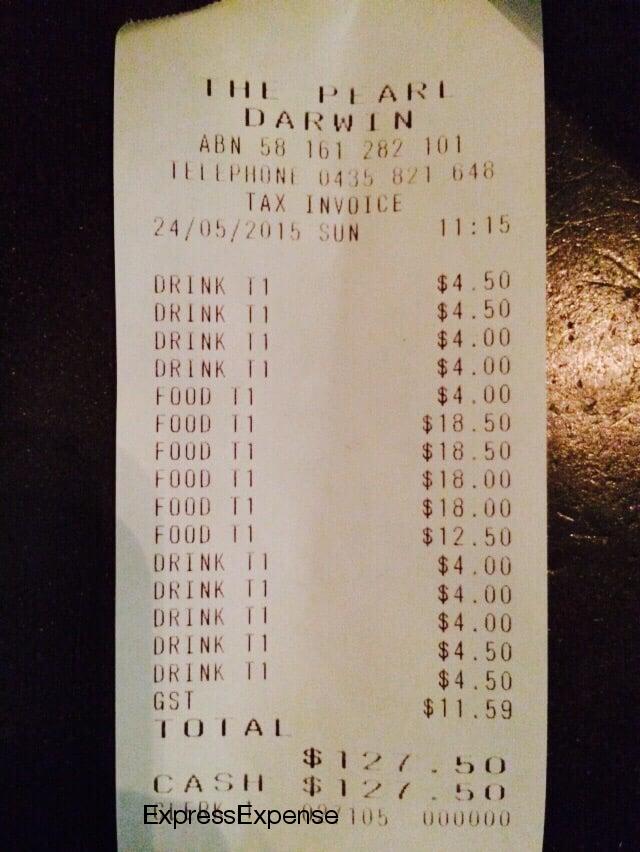 THE PEARL
DARWIN
ABN 58 161 282 101
TELEPHONE 0435 821 648
TAX INVOICE
24/05/2015 SUN 11:15
DRINK T1 $4.50
DRINK T1 $4.50
DRINK T1 $4.00
DRINK T1 $4.00
FOOD T1 $4.00
FOOD T1 $18.50
FOOD T1 $18.50
FOOD T1 $18.00
FOOD T1 $18.00
FOOD T1 $12.50
DRINK T1 $4.00
DRINK T1 $4.00
DRINK T1 $4.00
DRINK T1 $4.50
DRINK T1 $4.50
GST $11.59
TOTAL
$127.50
CASH $127.50
ExpressExpense
000000